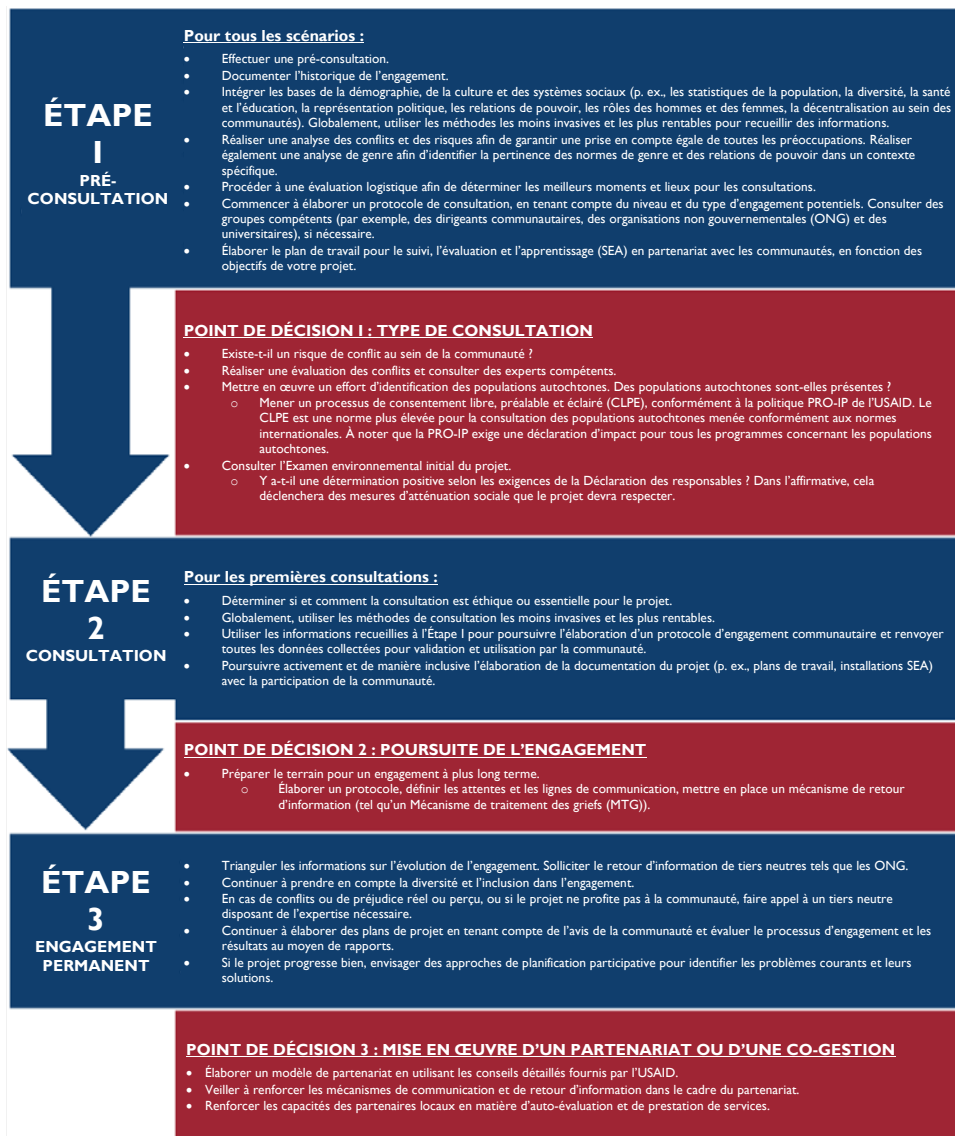 ÉTAPE
1
PRÉ-
CONSULTATION
Pour tous les scénarios :
• Effectuer une pré-consultation.
• Documenter l'historique de l'engagement.
• Intégrer les bases de la démographie, de la culture et des systèmes sociaux (p. ex., les statistiques de la population, la diversité, la santé
et l'éducation, la représentation politique, les relations de pouvoir, les rôles des hommes et des femmes, la décentralisation au sein des
communautés). Globalement, utiliser les méthodes les moins invasives et les plus rentables pour recueillir des informations.
• Réaliser une analyse des conflits et des risques afin de garantir une prise en compte égale de toutes les préoccupations. Réaliser
également une analyse de genre afin d'identifier la pertinence des normes de genre et des relations de pouvoir dans un contexte
spécifique.
• Procéder à une évaluation logistique afin de déterminer les meilleurs moments et lieux pour les consultations.
• Commencer à élaborer un protocole de consultation, en tenant compte du niveau et du type d'engagement potentiels. Consulter des
groupes compétents (par exemple, des dirigeants communautaires, des organisations non gouvernementales (ONG) et des
universitaires), si nécessaire.
• Élaborer le plan de travail pour le suivi, l'évaluation et l'apprentissage (SEA) en partenariat avec les communautés, en fonction des
objectifs de votre projet.
POINT DE DÉCISION 1 : TYPE DE CONSULTATION
• Existe-t-il un risque de conflit au sein de la communauté ?
• Réaliser une évaluation des conflits et consulter des experts compétents.
• Mettre en œuvre un effort d'identification des populations autochtones. Des populations autochtones sont-elles présentes ?
o Mener un processus de consentement libre, préalable et éclairé (CLPE), conformément à la politique PRO-IP de l'USAID. Le
CLPE est une norme plus élevée pour la consultation des populations autochtones menée conformément aux normes
internationales. À noter que la PRO-IP exige une déclaration d'impact pour tous les programmes concernant les populations
autochtones.
• Consulter l'Examen environnemental initial du projet.
o Y a-t-il une détermination positive selon les exigences de la Déclaration des responsables ? Dans l'affirmative, cela
déclenchera des mesures d'atténuation sociale que le projet devra respecter.
ÉTAPE
2
CONSULTATION
Pour les premières consultations :
• Déterminer si et comment la consultation est éthique ou essentielle pour le projet.
• Globalement, utiliser les méthodes de consultation les moins invasives et les plus rentables.
• Utiliser les informations recueillies à l'Étape 1 pour poursuivre l'élaboration d'un protocole d'engagement communautaire et renvoyer
toutes les données collectées pour validation et utilisation par la communauté.
• Poursuivre activement et de manière inclusive l'élaboration de la documentation du projet (p. ex., plans de travail, installations SEA)
avec la participation de la communauté.
POINT DE DÉCISION 2 : POURSUITE DE L'ENGAGEMENT
• Préparer le terrain pour un engagement à plus long terme.
o Élaborer un protocole, définir les attentes et les lignes de communication, mettre en place un mécanisme de retour
d'information (tel qu'un Mécanisme de traitement des griefs (MTG)).
ÉTAPE
3
ENGAGEMENT
PERMANENT
• Trianguler les informations sur l'évolution de l'engagement. Solliciter le retour d'information de tiers neutres tels que les ONG.
• Continuer à prendre en compte la diversité et l'inclusion dans l'engagement.
• En cas de conflits ou de préjudice réel ou perçu, ou si le projet ne profite pas à la communauté, faire appel à un tiers neutre
disposant de l'expertise nécessaire.
• Continuer à élaborer des plans de projet en tenant compte de l'avis de la communauté et évaluer le processus d'engagement et les
résultats au moyen de rapports.
• Si le projet progresse bien, envisager des approches de planification participative pour identifier les problèmes courants et leurs
solutions.
POINT DE DÉCISION 3 : MISE EN ŒUVRE D'UN PARTENARIAT OU D'UNE CO-GESTION
• Élaborer un modèle de partenariat en utilisant les conseils détaillés fournis par l'USAID.
• Veiller à renforcer les mécanismes de communication et de retour d'information dans le cadre du partenariat.
• Renforcer les capacités des partenaires locaux en matière d'auto-évaluation et de prestation de services.